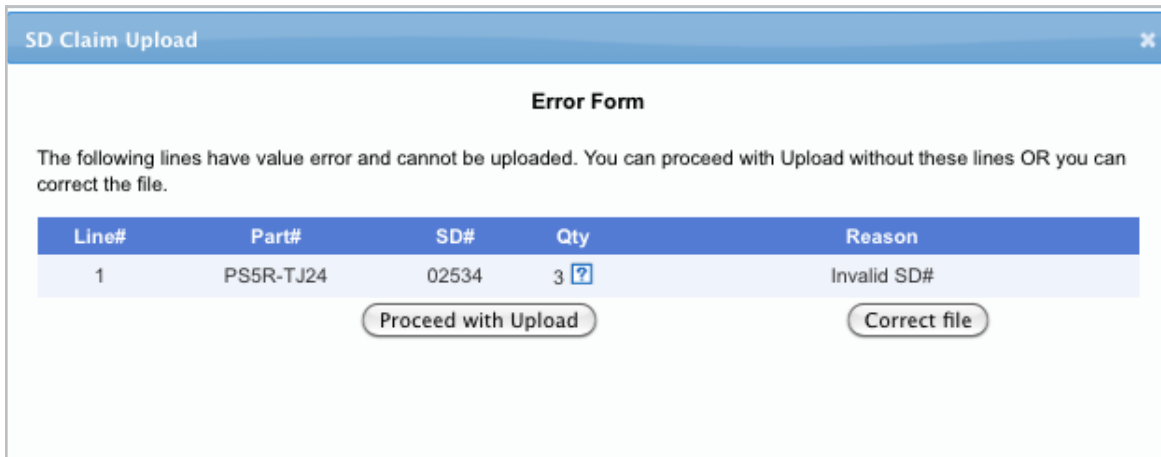 SD Claim Upload
Error Form
The following lines have value error and cannot be uploaded. You can proceed with Upload without these lines OR you can
correct the file.
Line# Part# SD# Qty Reason
1 PS5R-TJ24 02534 3 ? Invalid SD#
Proceed with Upload Correct file